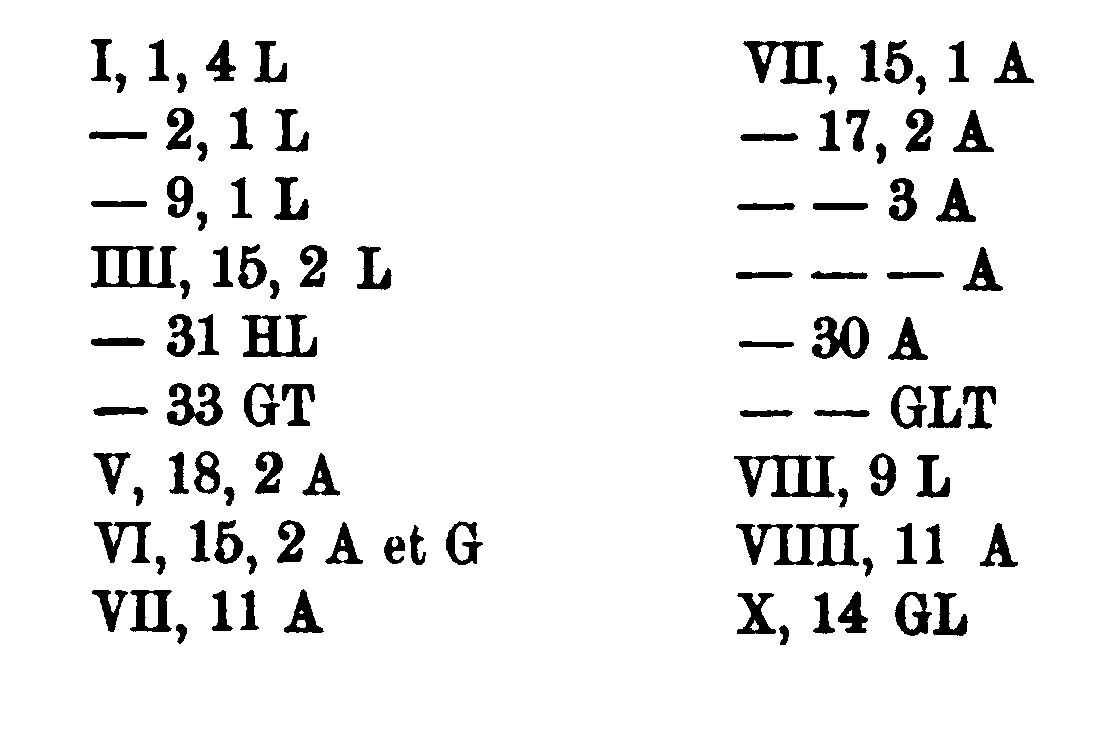 I, 1, 4 L
— 2, 1 L
— 9, 1 L
IIII, 15, 2 L
— 31 HL
— 33 GT
V, 18, 2 A
VI, 15, 2 A et G
VII, 11 A
VII, 15, 1 A
— 17, 2 A
— — 3 A
— — — A
— 30 A
— — GLT
VIII, 9 L
VIIII, 11 A
X, 14 GL